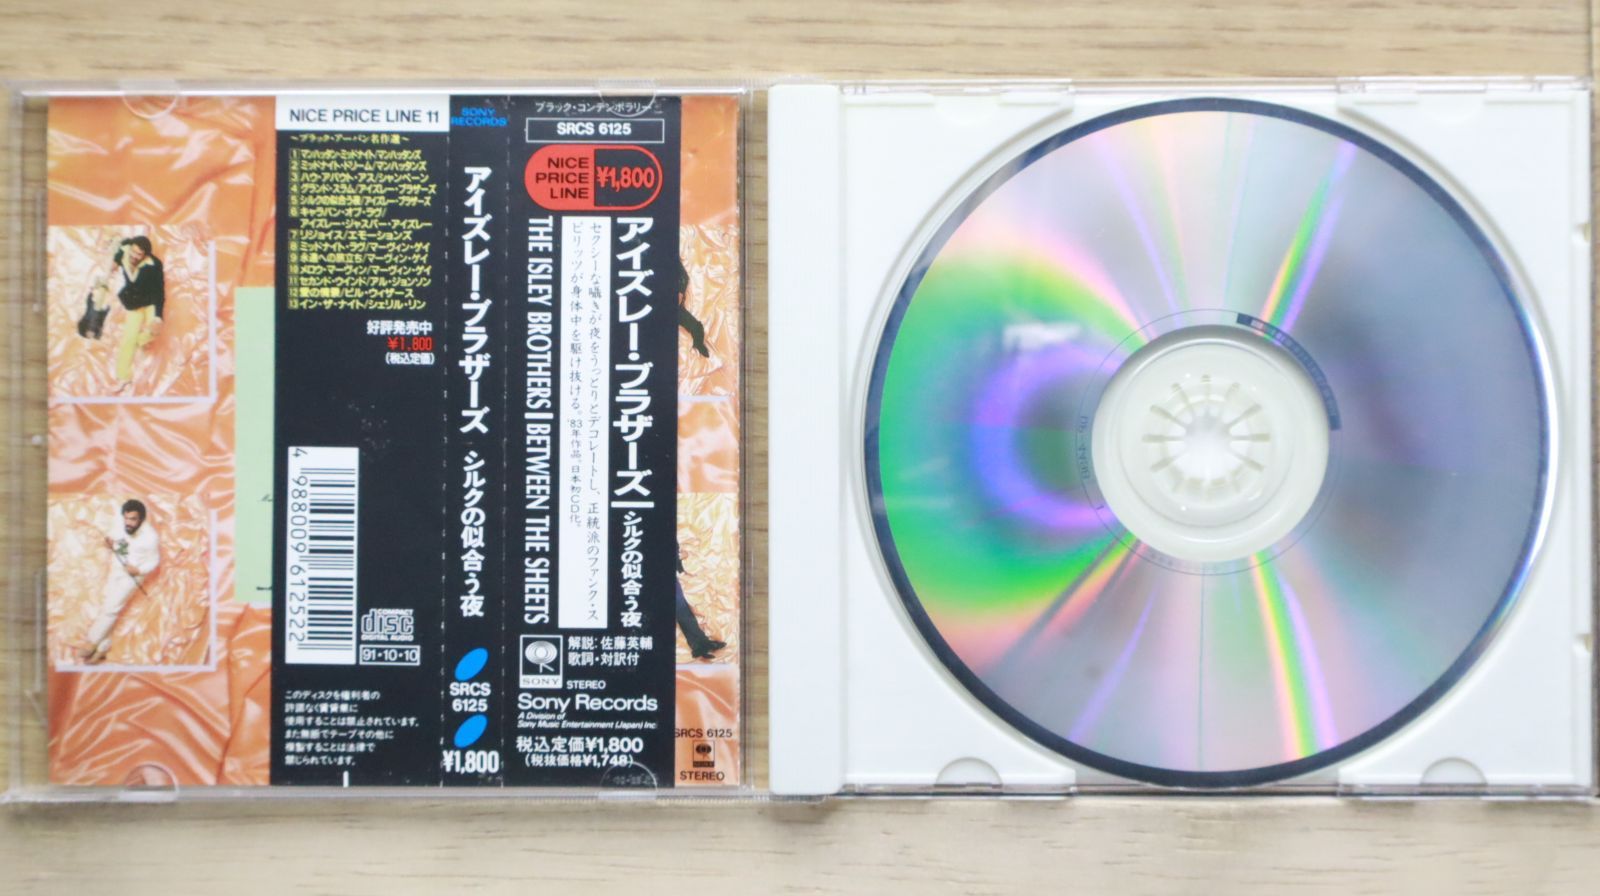 NICE PRICE LINE 11
～ブラック・アーバン名作選～
1 マンハッタン・ミッドナイト/マンハッタンズ
2 ミッドナイト・ドリーム/マンハッタンズ
3 ハウ・アバウト・アス/シャンペーン
4 グランド・スラム/アイズレー・ブラザーズ
5 シルクの似合う夜/アイズレー・ブラザーズ
6 キャラバン・オブ・ラヴ/
アイズレー・ジャスパー・アイズレー
7 リジョイス/エモーションズ
8 ミッドナイト・ラヴ/マーヴィン・ゲイ
9 永遠への旅立ち/マーヴィン・ゲイ
10 メロウ・マーヴィン/マーヴィン・ゲイ
11 セカンド・ウインド/アル・ジョンソン
12 愛の情景/ビル・ウィザース
13 イン・ザ・ナイト/シェリル・リン
好評発売中
¥1,800
(税込定価)
4 988009 612522
COMPACT
disc
DIGITAL AUDIO
91・10・10
このディスクを権利者の
許諾なく賃貸業に
使用することは禁止されています。
また無断でテープその他に
複製することは法律で
禁じられています。
SONY
RECORDS
アイズレー・ブラザーズ シルクの似合う夜
SRCS
6125
¥1,800
ブラック・コンテンポラリー
SRCS 6125
NICE
PRICE
LINE
¥1,800
アイズレー・ブラザーズ シルクの似合う夜
セクシーな囁きが夜をうっとりとデコレートし、正統派のファンク・ス
ピリッツが身体中を駆け抜ける。'83年作品。日本初CD化。
THE ISLEY BROTHERS BETWEEN THE SHEETS
SONY
解説:佐藤英輔
歌詞・対訳付
STEREO
Sony Records
A Division of
Sony Music Entertainment (Japan) Inc.
税込定価¥1,800
(税抜価格¥1,748)
SRCS 6125
STEREO